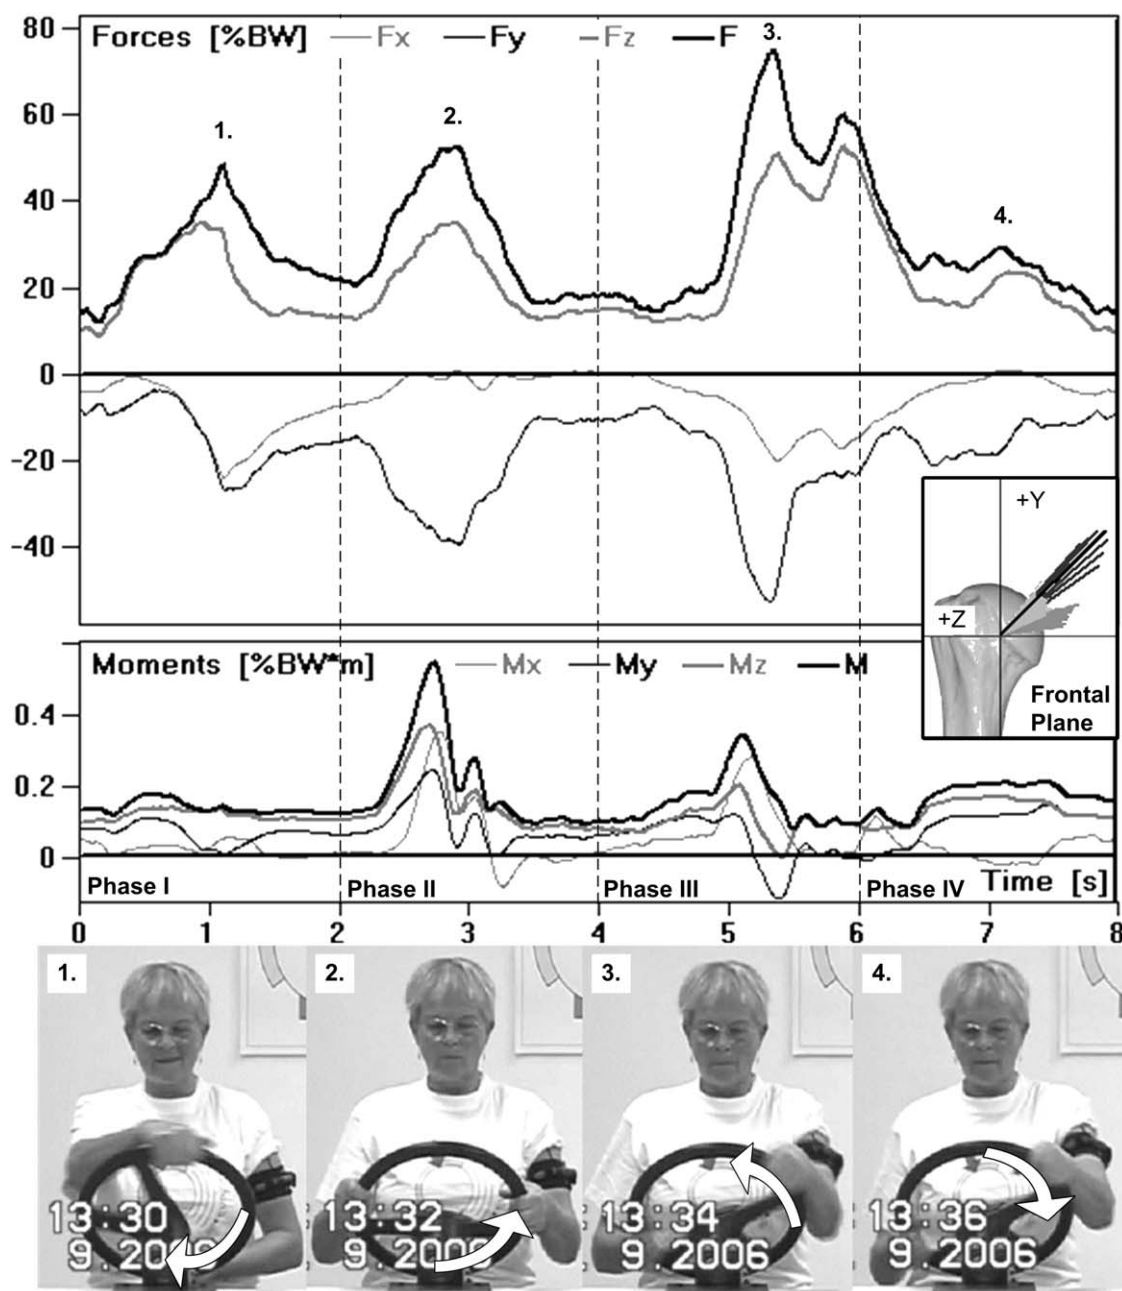 80
Forces [%BW] Fx Fy Fz F
3.
1.
2.
4.
60
40
20
0
-20
-40
+Y
+Z
Frontal
Plane
Moments [%BW*m] Mx My Mz M
0.4
0.2
0
Phase I
Phase II
Phase III
Phase IV
Time [s]
0 1 2 3 4 5 6 7 8
1.
2.
3.
4.
13:30
13:32
9.2006
13:34
9.2006
13:36
9.2006